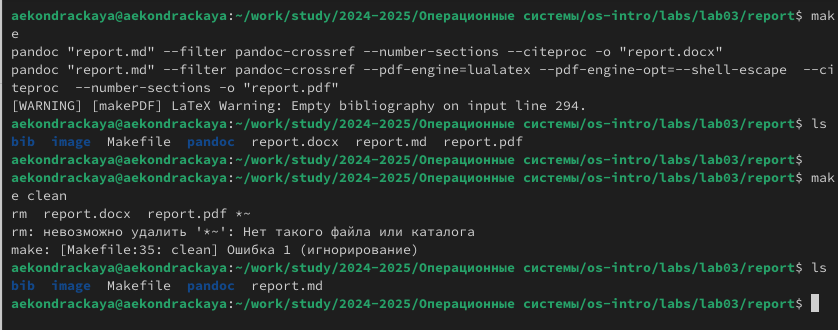 aekondrackaya@aekondrackaya:~/work/study/2024-2025/Операционные системы/os-intro/labs/lab03/report$ mak
e
pandoc "report.md" --filter pandoc-crossref --number-sections --citeproc -o "report.docx"
pandoc "report.md" --filter pandoc-crossref --pdf-engine=lualatex --pdf-engine-opt=--shell-escape  --ci
teproc  --number-sections -o "report.pdf"
[WARNING] [makePDF] LaTeX Warning: Empty bibliography on input line 294.
aekondrackaya@aekondrackaya:~/work/study/2024-2025/Операционные системы/os-intro/labs/lab03/report$ ls
bib  image  Makefile  pandoc  report.docx  report.md  report.pdf
aekondrackaya@aekondrackaya:~/work/study/2024-2025/Операционные системы/os-intro/labs/lab03/report$
aekondrackaya@aekondrackaya:~/work/study/2024-2025/Операционные системы/os-intro/labs/lab03/report$ mak
e clean
rm  report.docx  report.pdf *~
rm: невозможно удалить '*~': Нет такого файла или каталога
make: [Makefile:35: clean] Ошибка 1 (игнорирование)
aekondrackaya@aekondrackaya:~/work/study/2024-2025/Операционные системы/os-intro/labs/lab03/report$ ls
bib  image  Makefile  pandoc  report.md
aekondrackaya@aekondrackaya:~/work/study/2024-2025/Операционные системы/os-intro/labs/lab03/report$